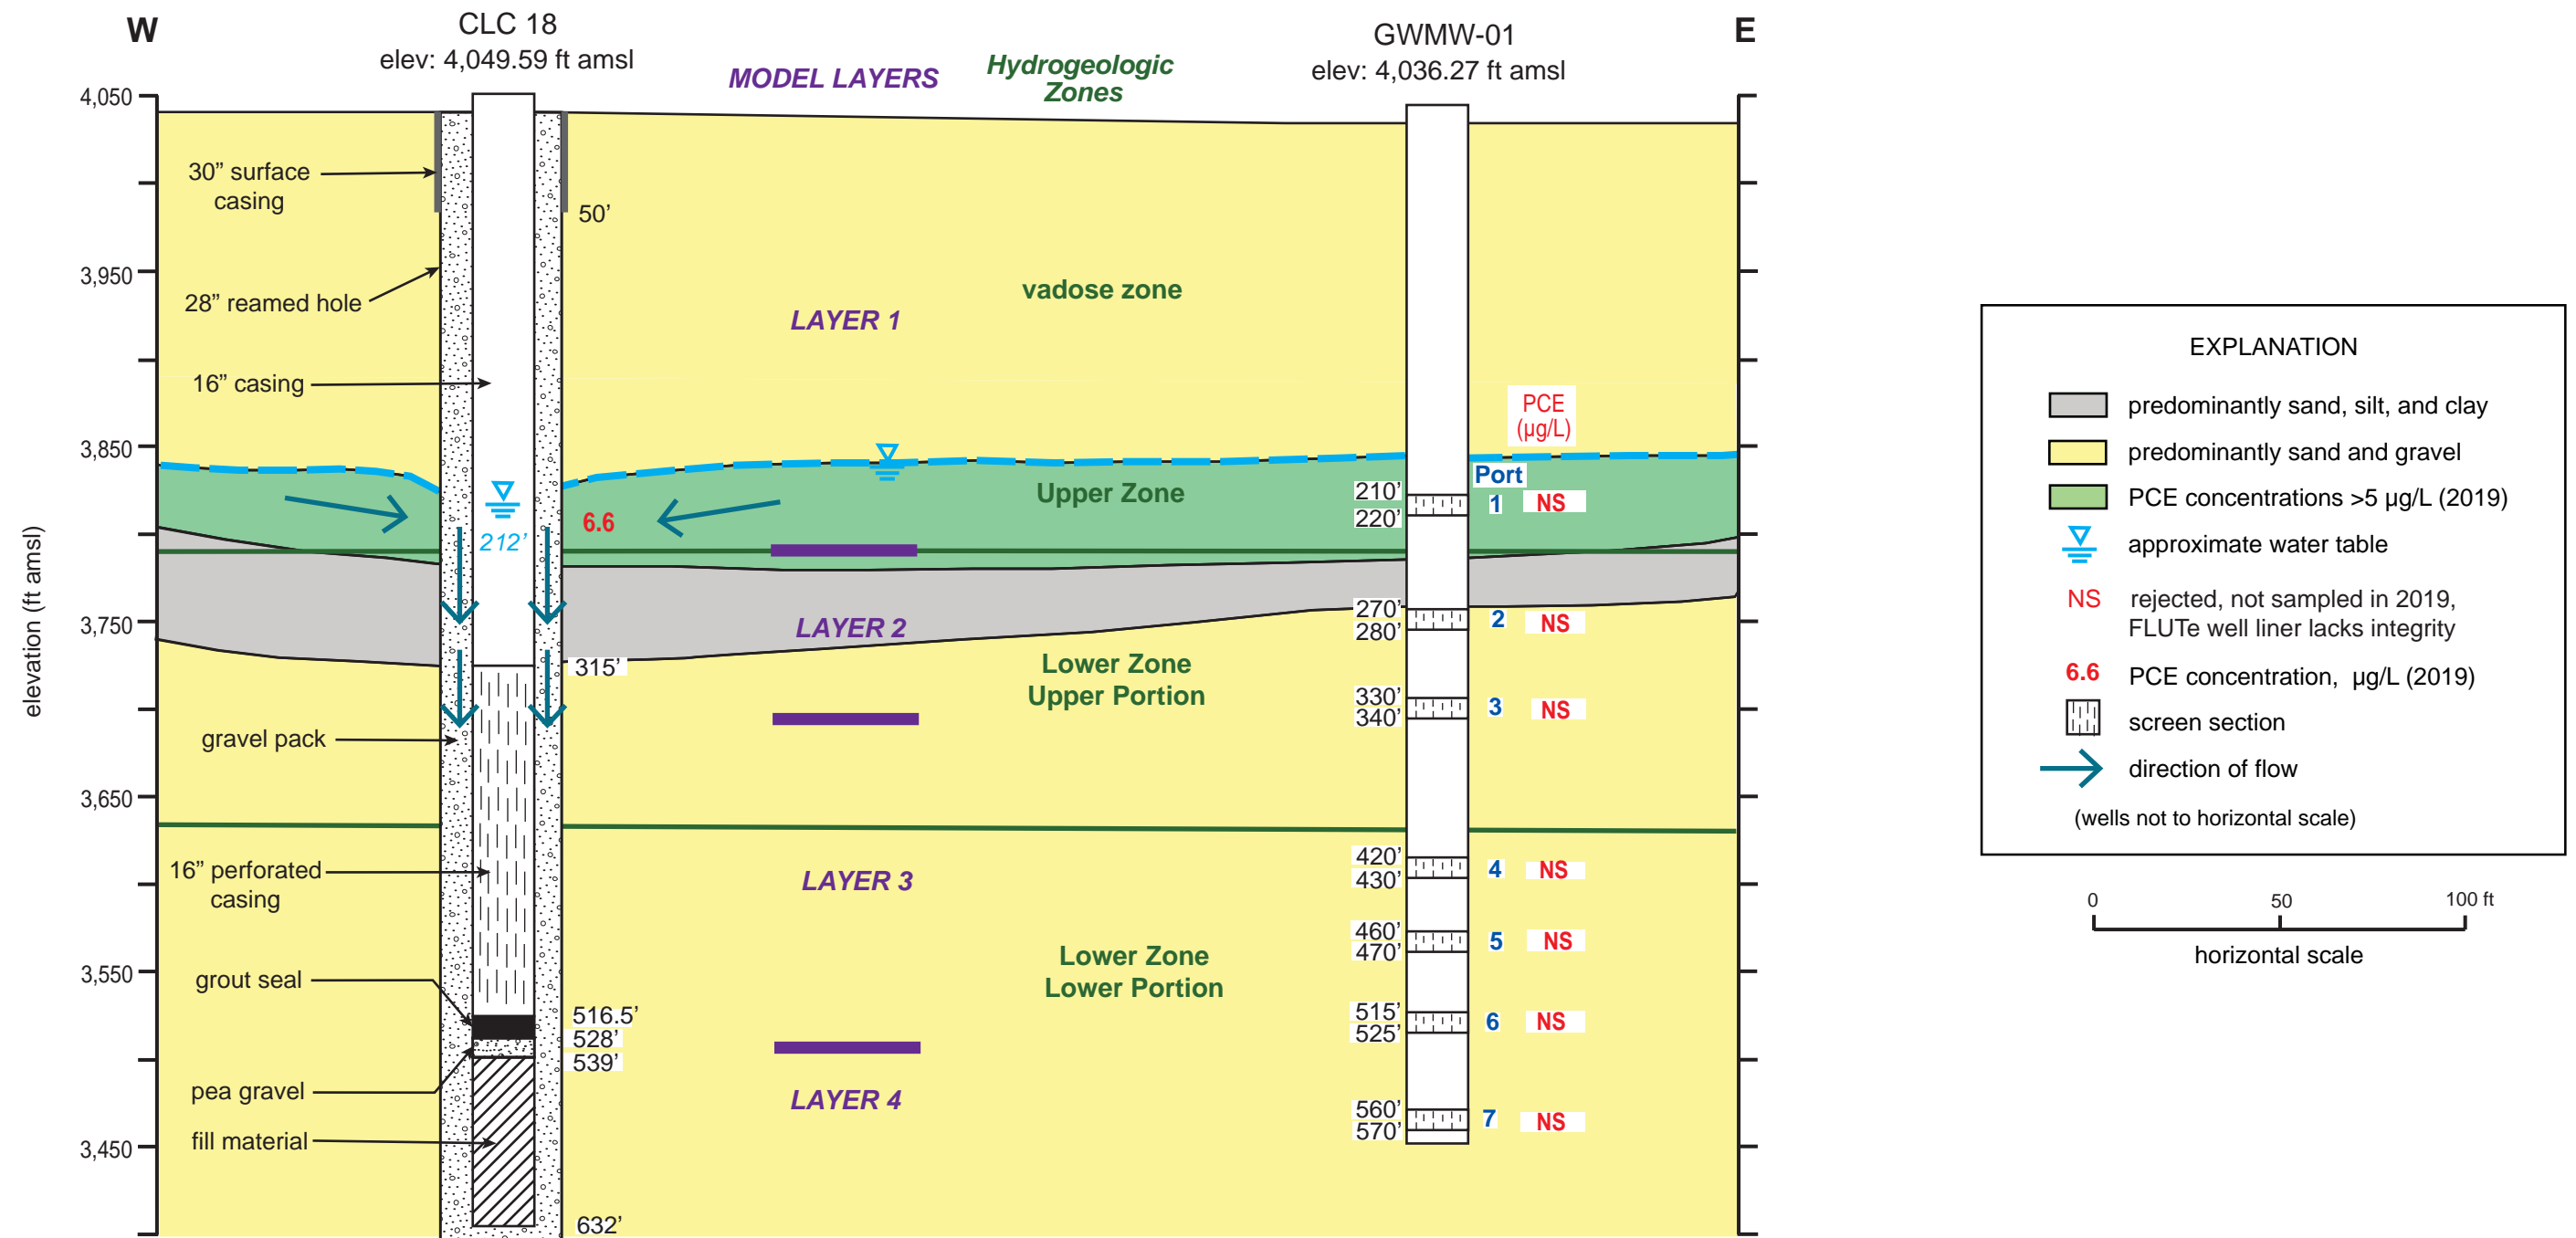 W
CLC 18
elev: 4,049.59 ft amsl
MODEL LAYERS
Hydrogeologic
Zones
GWMW-01
elev: 4,036.27 ft amsl
E
4,050
3,950
3,850
3,750
3,650
3,550
3,450
elevation (ft amsl)
30” surface
casing
50’
28” reamed hole
16” casing
vadose zone
LAYER 1
PCE
(µg/L)
Port
Upper Zone
6.6
212’
210’
220’
1
NS
270’
280’
2
NS
LAYER 2
Lower Zone
Upper Portion
315’
330’
340’
3
NS
gravel pack
16” perforated
casing
LAYER 3
420’
430’
4
NS
460’
470’
5
NS
Lower Zone
Lower Portion
grout seal
516.5’
528’
539’
515’
525’
6
NS
pea gravel
LAYER 4
560’
570’
7
NS
fill material
632’
EXPLANATION
predominantly sand, silt, and clay
predominantly sand and gravel
PCE concentrations >5 µg/L (2019)
approximate water table
NS rejected, not sampled in 2019,
FLUTe well liner lacks integrity
6.6 PCE concentration, µg/L (2019)
screen section
direction of flow
(wells not to horizontal scale)
0 50 100 ft
horizontal scale